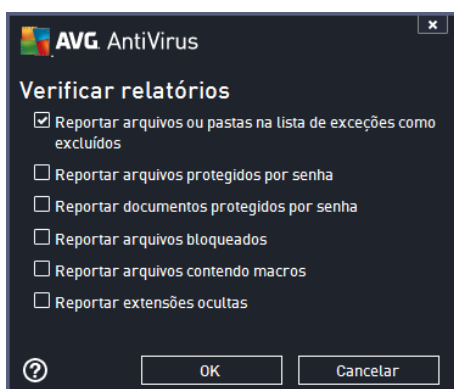 AVG. AntiVirus
Verificar relatórios
Reportar arquivos ou pastas na lista de exceções como
excluídos
Reportar arquivos protegidos por senha
Reportar documentos protegidos por senha
Reportar arquivos bloqueados
Reportar arquivos contendo macros
Reportar extensões ocultas
? OK Cancelar